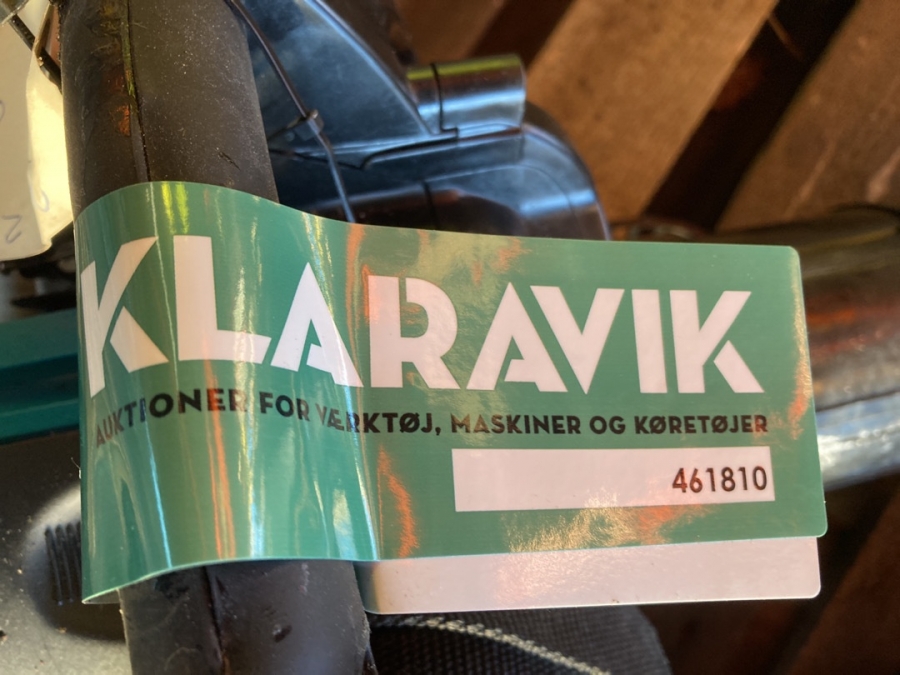 KLARAVIK
AUKTIONER FOR VÆRKTØJ, MASKINER OG KØRETØJER
461810